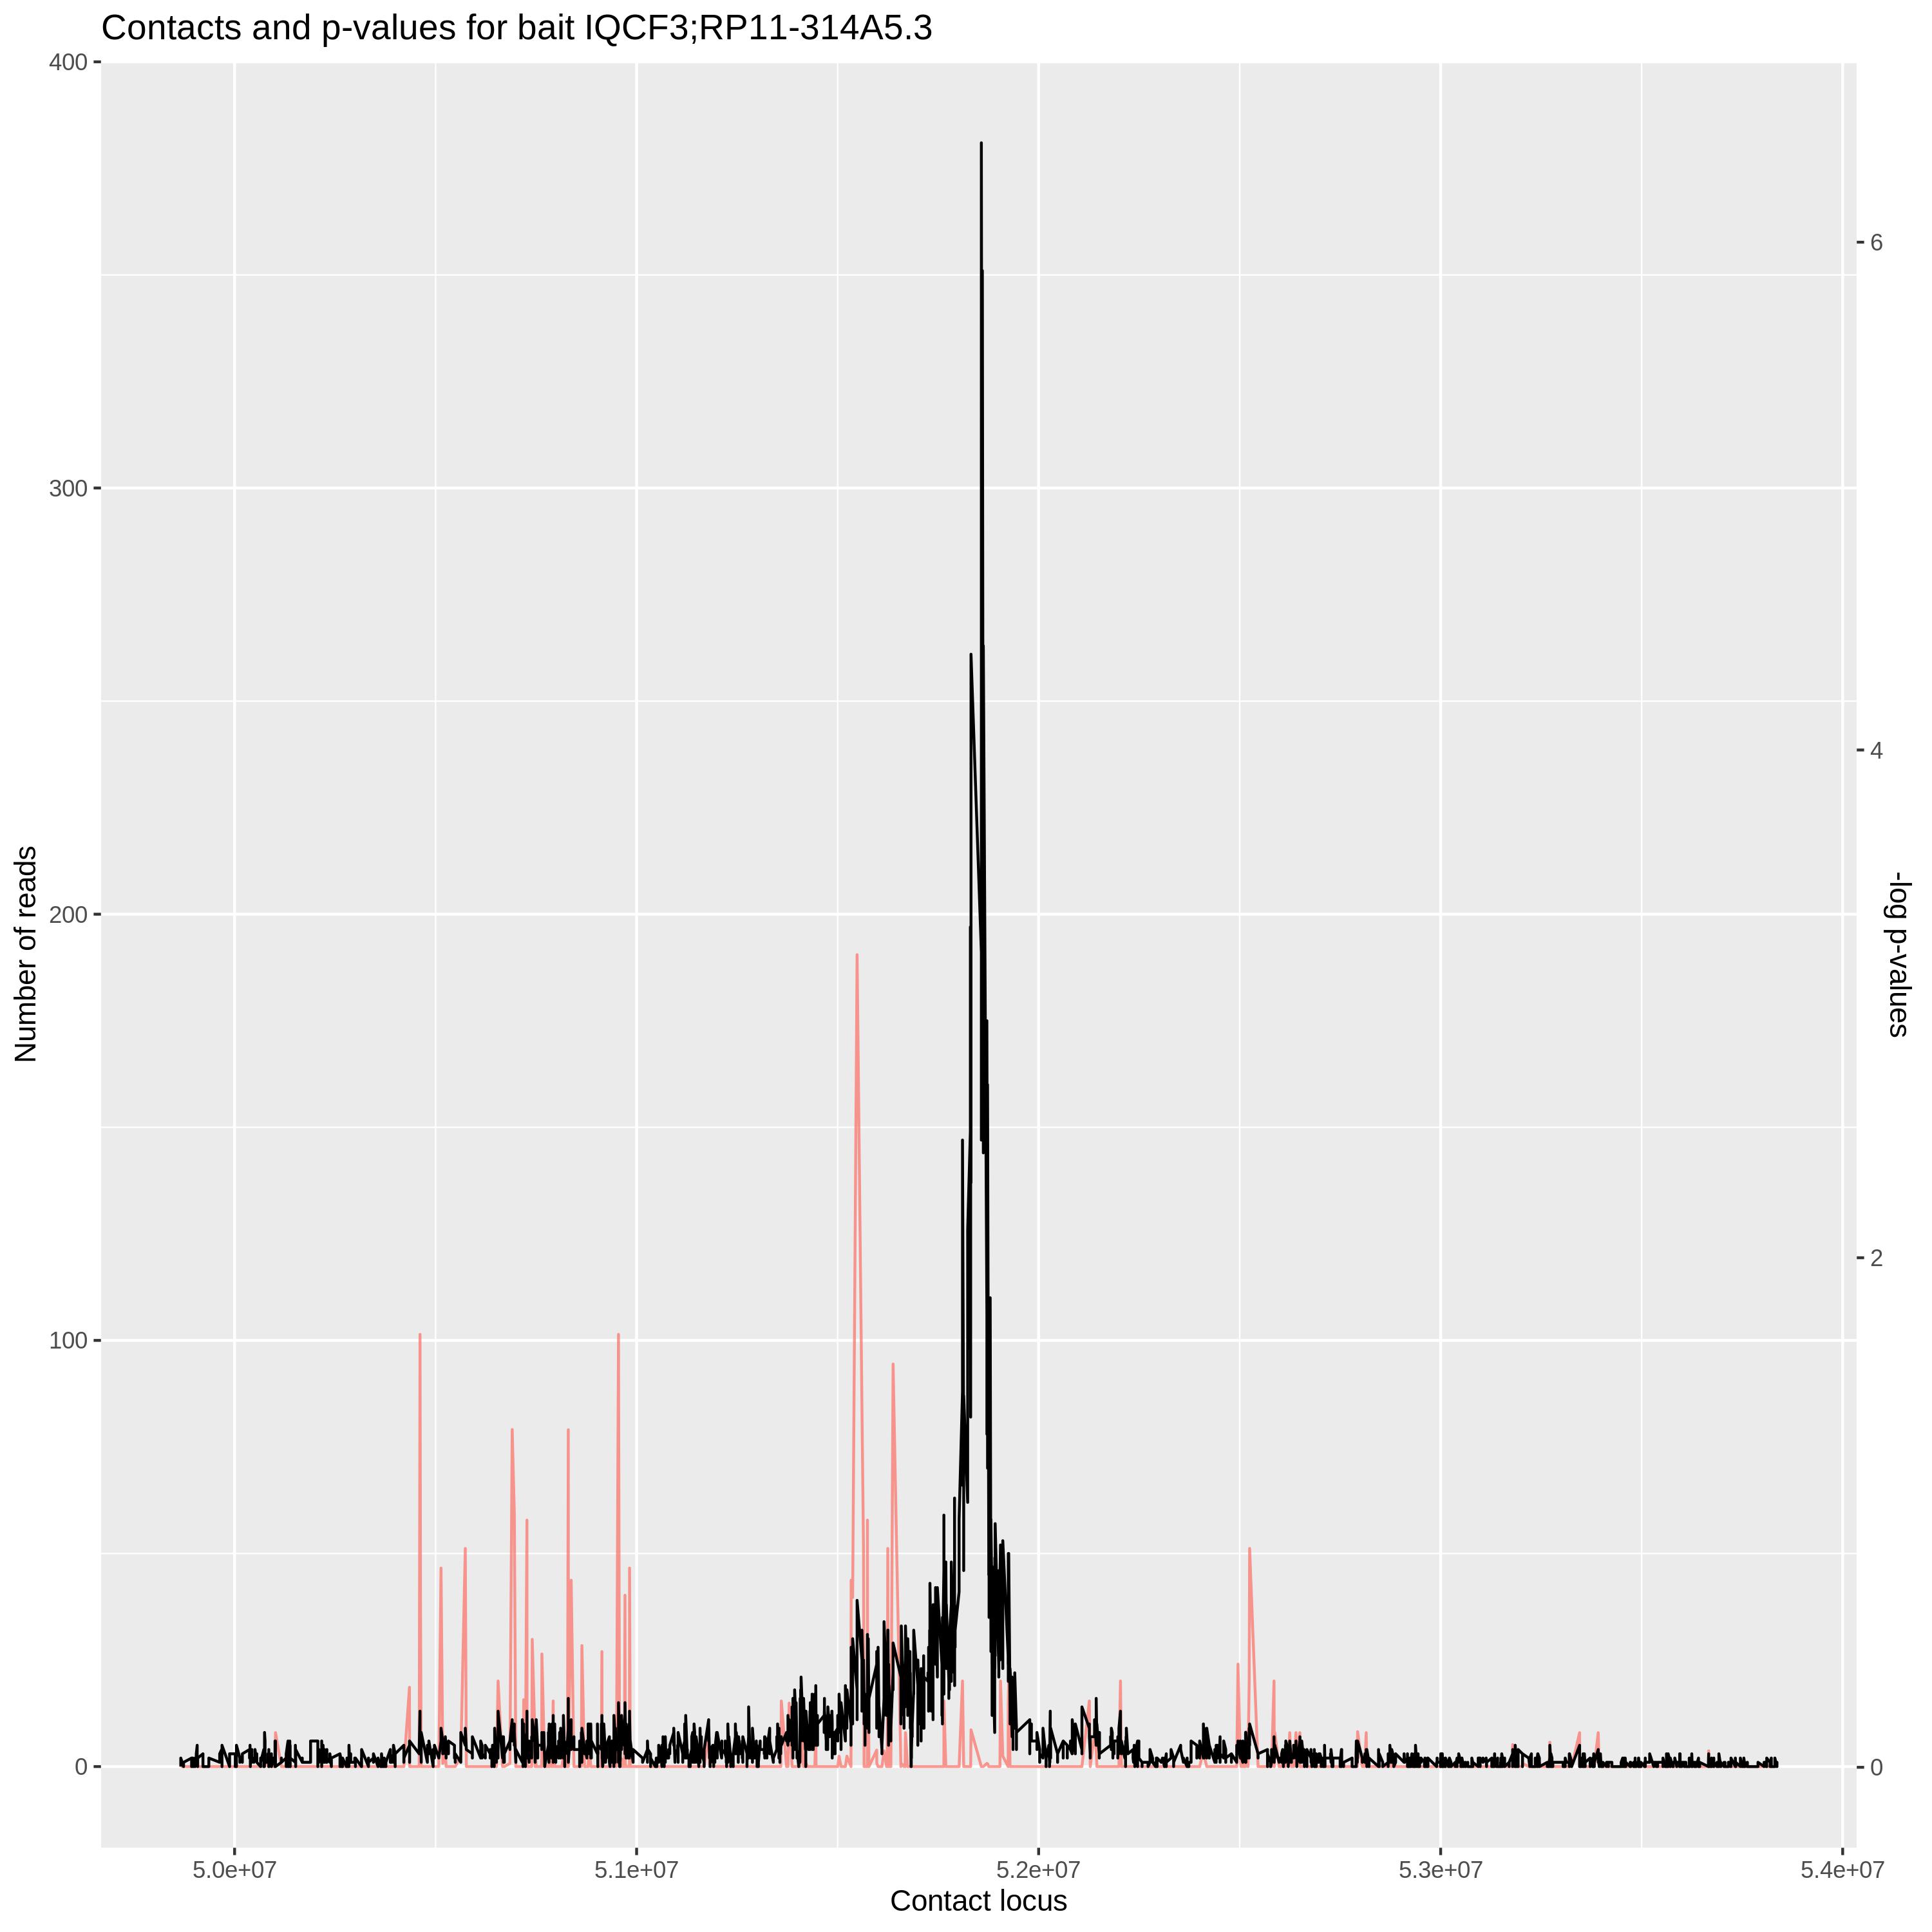 Contacts and p-values for bait IQCF3;RP11-314A5.3
400
300
200
100
0
Number of reads
6
4
2
0
-log p-values
5.0e+07
5.1e+07
5.2e+07
5.3e+07
5.4e+07
Contact locus